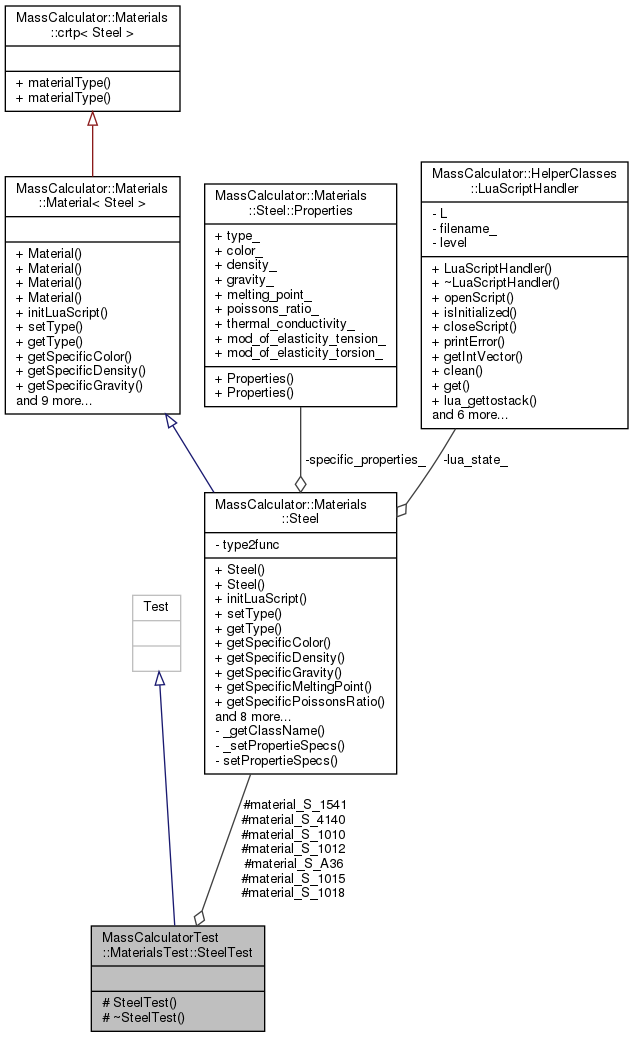 MassCalculator::Materials
::crtp< Steel >
+ materialType()
+ materialType()
MassCalculator::Materials
::Material< Steel >
+ Material()
+ Material()
+ Material()
+ Material()
+ initLuaScript()
+ setType()
+ getType()
+ getSpecificColor()
+ getSpecificDensity()
+ getSpecificGravity()
and 9 more...
MassCalculator::Materials
::Steel::Properties
+ type_
+ color_
+ density_
+ gravity_
+ melting_point_
+ poissons_ratio_
+ thermal_conductivity_
+ mod_of_elasticity_tension_
+ mod_of_elasticity_torsion_
+ Properties()
+ Properties()
MassCalculator::HelperClasses
::LuaScriptHandler
- L
- filename_
- level
+ LuaScriptHandler()
+ ~LuaScriptHandler()
+ openScript()
+ isInitialized()
+ closeScript()
+ printError()
+ getIntVector()
+ clean()
+ get()
+ lua_gettostack()
and 6 more...
-specific_properties_
-lua_state_
MassCalculator::Materials
::Steel
- type2func
+ Steel()
+ Steel()
+ initLuaScript()
+ setType()
+ getType()
+ getSpecificColor()
+ getSpecificDensity()
+ getSpecificGravity()
+ getSpecificMeltingPoint()
+ getSpecificPoissonsRatio()
and 8 more...
- _getClassName()
- _setPropertieSpecs()
- setPropertieSpecs()
Test
#material_S_1541
#material_S_4140
#material_S_1010
#material_S_1012
#material_S_A36
#material_S_1015
#material_S_1018
MassCalculatorTest
::MaterialsTest::SteelTest
# SteelTest()
# ~SteelTest()